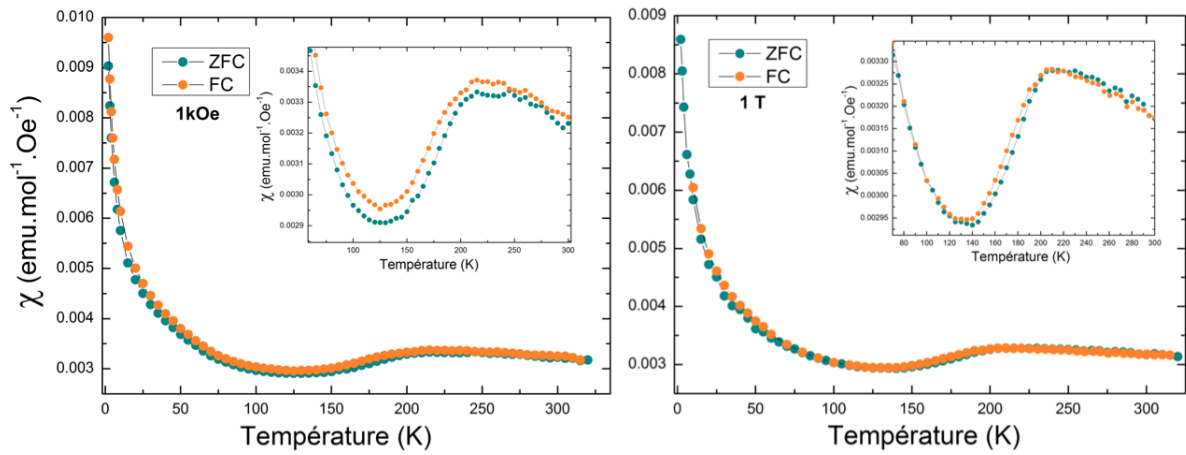 0.010
0.009
0.008
0.007
0.006
0.005
0.004
0.003
χ (emu.mol⁻¹.Oe⁻¹)
ZFC
FC
1kOe
0.0034
0.0033
0.0032
0.0031
0.0030
0.0029
χ (emu.mol⁻¹.Oe⁻¹)
100 150 200 250 300
Température (K)
0 50 100 150 200 250 300
Température (K)
0.009
0.008
0.007
0.006
0.005
0.004
0.003
ZFC
FC
1 T
0.00330
0.00325
0.00320
0.00315
0.00310
0.00305
0.00300
0.00295
χ (emu.mol⁻¹.Oe⁻¹)
80 100 120 140 160 180 200 220 240 260 280 300
Température (K)
0 50 100 150 200 250 300
Température (K)